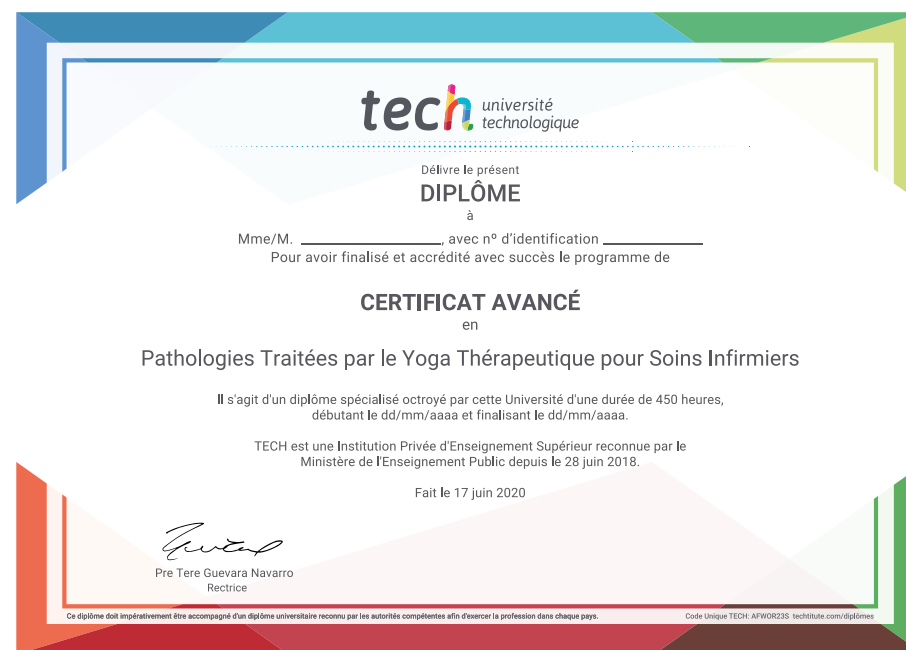 tech université
technologique
Délivre le présent
DIPLÔME
à
Mme/M. ____________________, avec nº d'identification ______________
Pour avoir finalisé et accrédité avec succès le programme de
CERTIFICAT AVANCÉ
en
Pathologies Traitées par le Yoga Thérapeutique pour Soins Infirmiers
Il s'agit d'un diplôme spécialisé octroyé par cette Université d'une durée de 450 heures,
débutant le dd/mm/aaaa et finalisant le dd/mm/aaaa.
TECH est une Institution Privée d'Enseignement Supérieur reconnue par le
Ministère de l'Enseignement Public depuis le 28 juin 2018.
Fait le 17 juin 2020
Pre Tere Guevara Navarro
Rectrice
Ce diplôme doit impérativement être accompagné d'un diplôme universitaire reconnu par les autorités compétentes afin d'exercer la profession dans chaque pays.
Code Unique TECH: AFWOR23S techtitute.com/diplômes